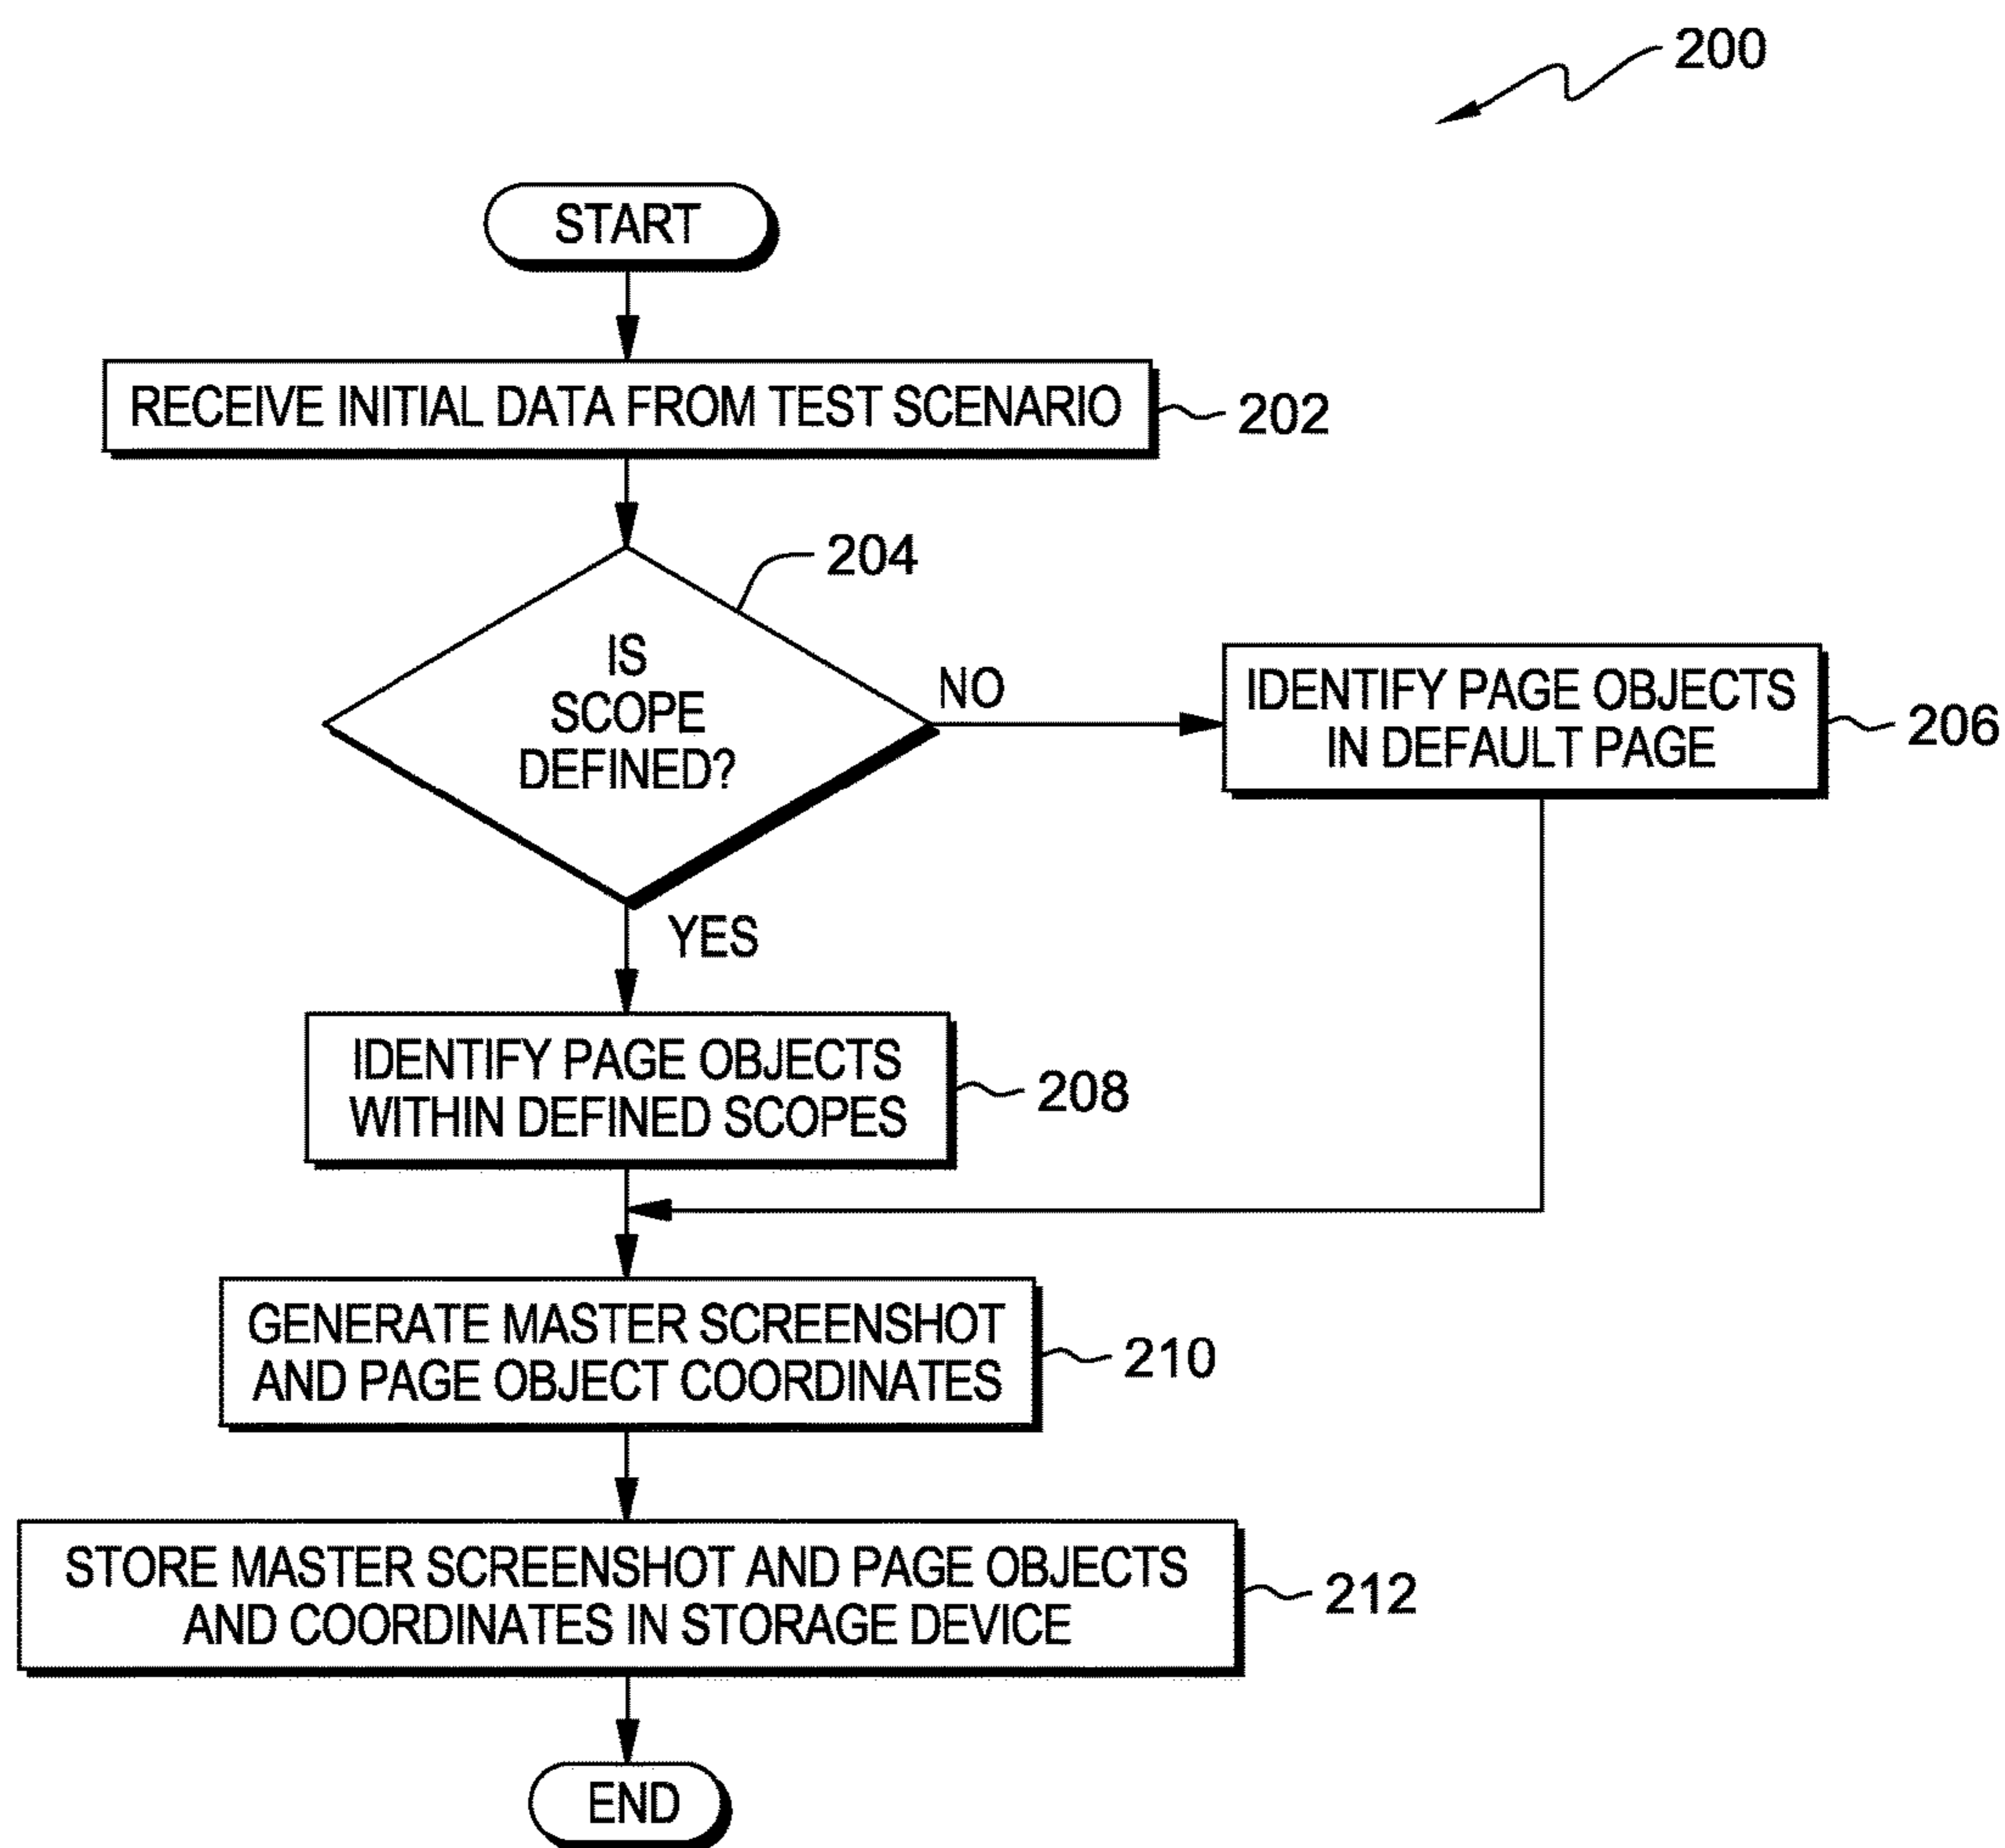 200
START
RECEIVE INITIAL DATA FROM TEST SCENARIO
202
204
IS
SCOPE
DEFINED?
NO
IDENTIFY PAGE OBJECTS
IN DEFAULT PAGE
206
YES
IDENTIFY PAGE OBJECTS
WITHIN DEFINED SCOPES
208
GENERATE MASTER SCREENSHOT
AND PAGE OBJECT COORDINATES
210
STORE MASTER SCREENSHOT AND PAGE OBJECTS
AND COORDINATES IN STORAGE DEVICE
212
END